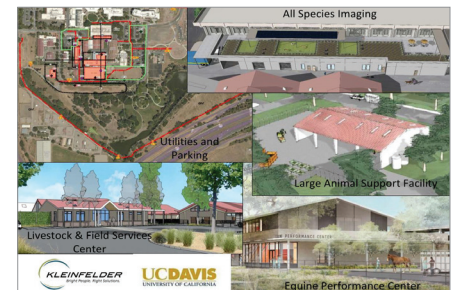 All Species Imaging
Utilities and
Parking
Large Animal Support Facility
Livestock & Field Services
Center
PERFORMANCE CENTER
Equine Performance Center
KLEINFELDER
Bright People. Right Solutions.
UCDAVIS
UNIVERSITY OF CALIFORNIA